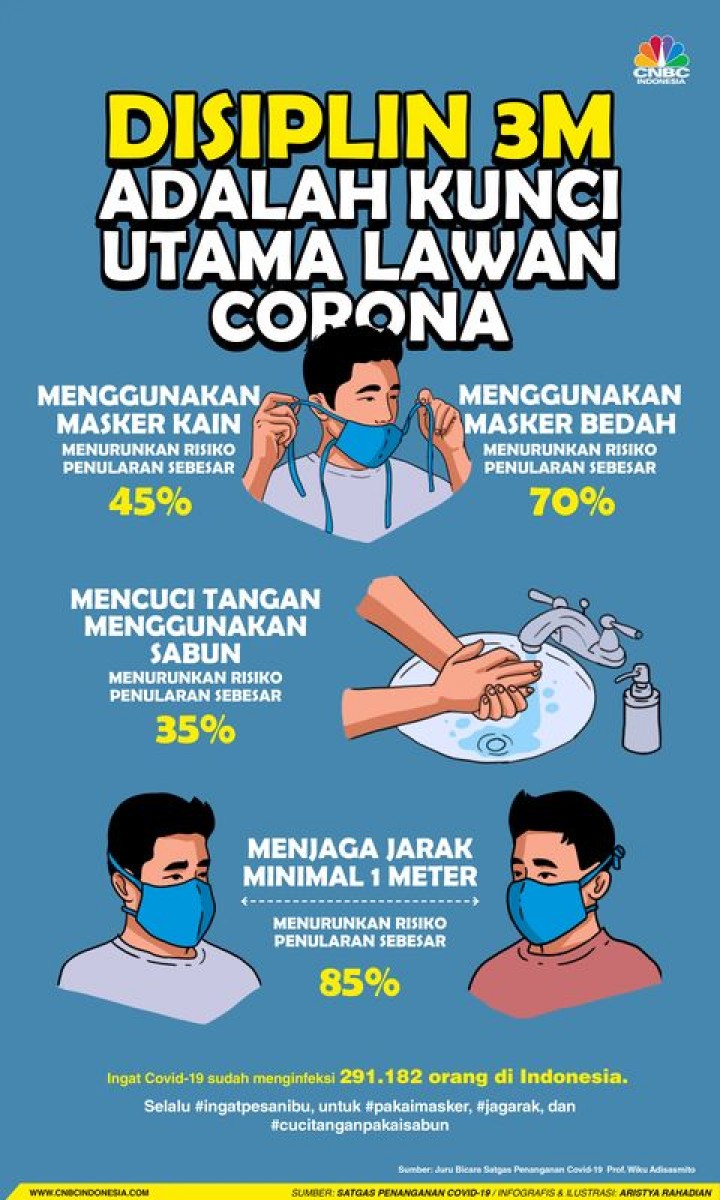 CNBC
INDONESIA
DISIPLIN 3M
ADALAH KUNCI
UTAMA LAWAN
CORONA
MENGGUNAKAN
MASKER KAIN
MENURUNKAN RISIKO
PENULARAN SEBESAR
45%
MENGGUNAKAN
MASKER BEDAH
MENURUNKAN RISIKO
PENULARAN SEBESAR
70%
MENCUCI TANGAN
MENGGUNAKAN
SABUN
MENURUNKAN RISIKO
PENULARAN SEBESAR
35%
MENJAGA JARAK
MINIMAL 1 METER
MENURUNKAN RISIKO
PENULARAN SEBESAR
85%
Ingat Covid-19 sudah menginfeksi 291.182 orang di Indonesia.
Selalu #ingatpesanibu, untuk #pakaimasker, #jagarak, dan
#cucitanganpakaisabun
Sumber: Juru Bicara Satgas Penanganan Covid-19 Prof. Wiku Adisasmito
WWW.CNBCINDONESIA.COM
SUMBER: SATGAS PENANGANAN COVID-19 / INFOGRAFIS & ILUSTRASI: ARISTYA RAHADIAN